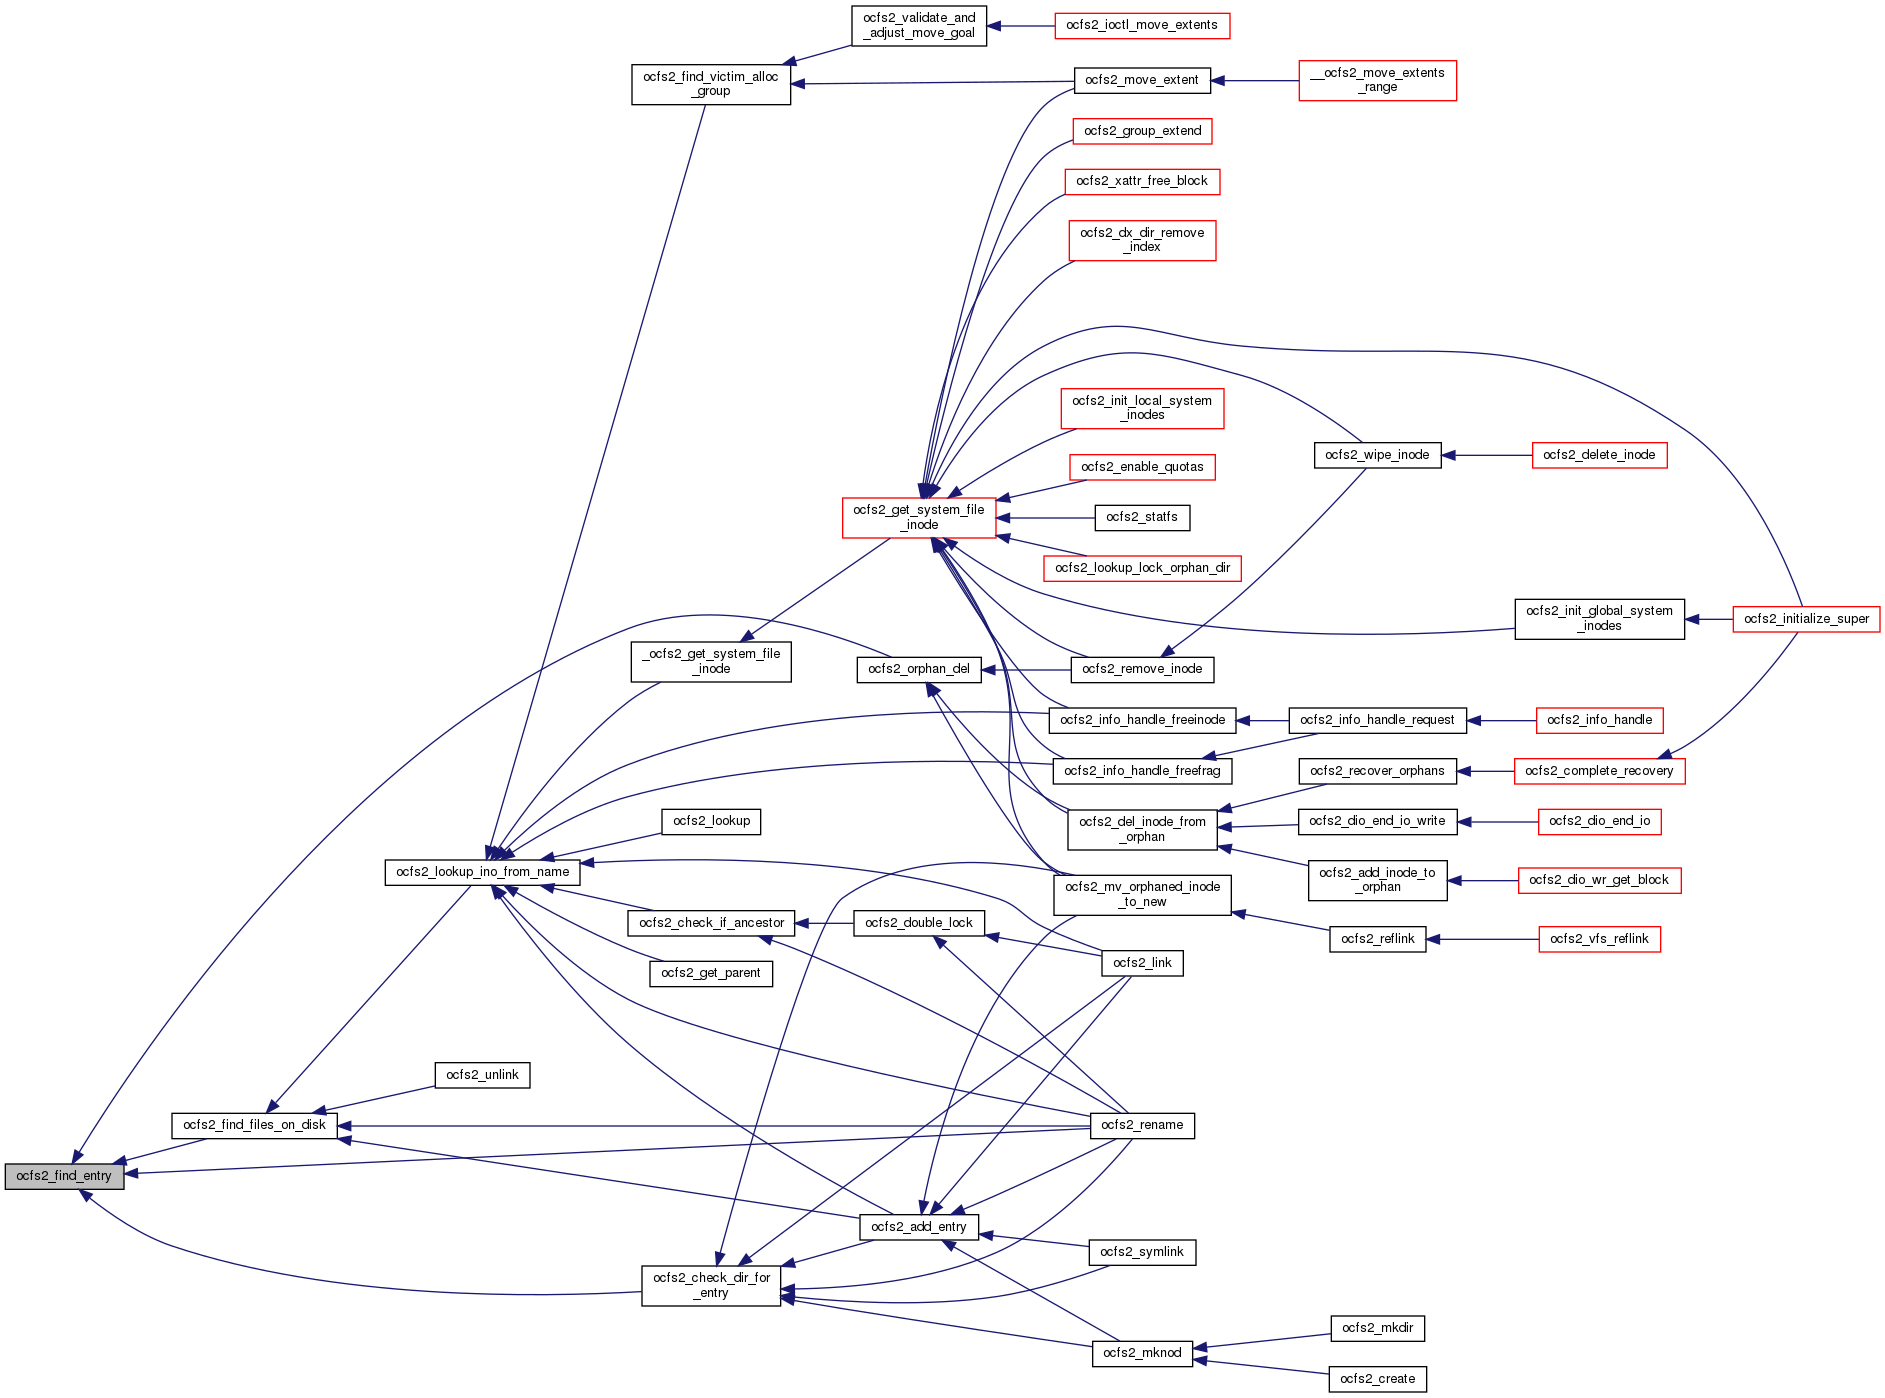 ocfs2_validate_and
_adjust_move_goal
ocfs2_ioctl_move_extents
ocfs2_find_victim_alloc
_group
ocfs2_move_extent
__ocfs2_move_extents
_range
ocfs2_group_extend
ocfs2_xattr_free_block
ocfs2_dx_dir_remove
_index
ocfs2_init_local_system
_inodes
ocfs2_wipe_inode
ocfs2_delete_inode
ocfs2_enable_quotas
ocfs2_get_system_file
_inode
ocfs2_statfs
ocfs2_lookup_lock_orphan_dir
ocfs2_init_global_system
_inodes
ocfs2_initialize_super
_ocfs2_get_system_file
_inode
ocfs2_orphan_del
ocfs2_remove_inode
ocfs2_info_handle_freeinode
ocfs2_info_handle_request
ocfs2_info_handle
ocfs2_info_handle_freefrag
ocfs2_recover_orphans
ocfs2_complete_recovery
ocfs2_lookup
ocfs2_del_inode_from
_orphan
ocfs2_dio_end_io_write
ocfs2_dio_end_io
ocfs2_lookup_ino_from_name
ocfs2_add_inode_to
_orphan
ocfs2_dio_wr_get_block
ocfs2_mv_orphaned_inode
_to_new
ocfs2_check_if_ancestor
ocfs2_double_lock
ocfs2_reflink
ocfs2_vfs_reflink
ocfs2_get_parent
ocfs2_link
ocfs2_unlink
ocfs2_find_files_on_disk
ocfs2_rename
ocfs2_find_entry
ocfs2_add_entry
ocfs2_symlink
ocfs2_check_dir_for
_entry
ocfs2_mknod
ocfs2_mkdir
ocfs2_create